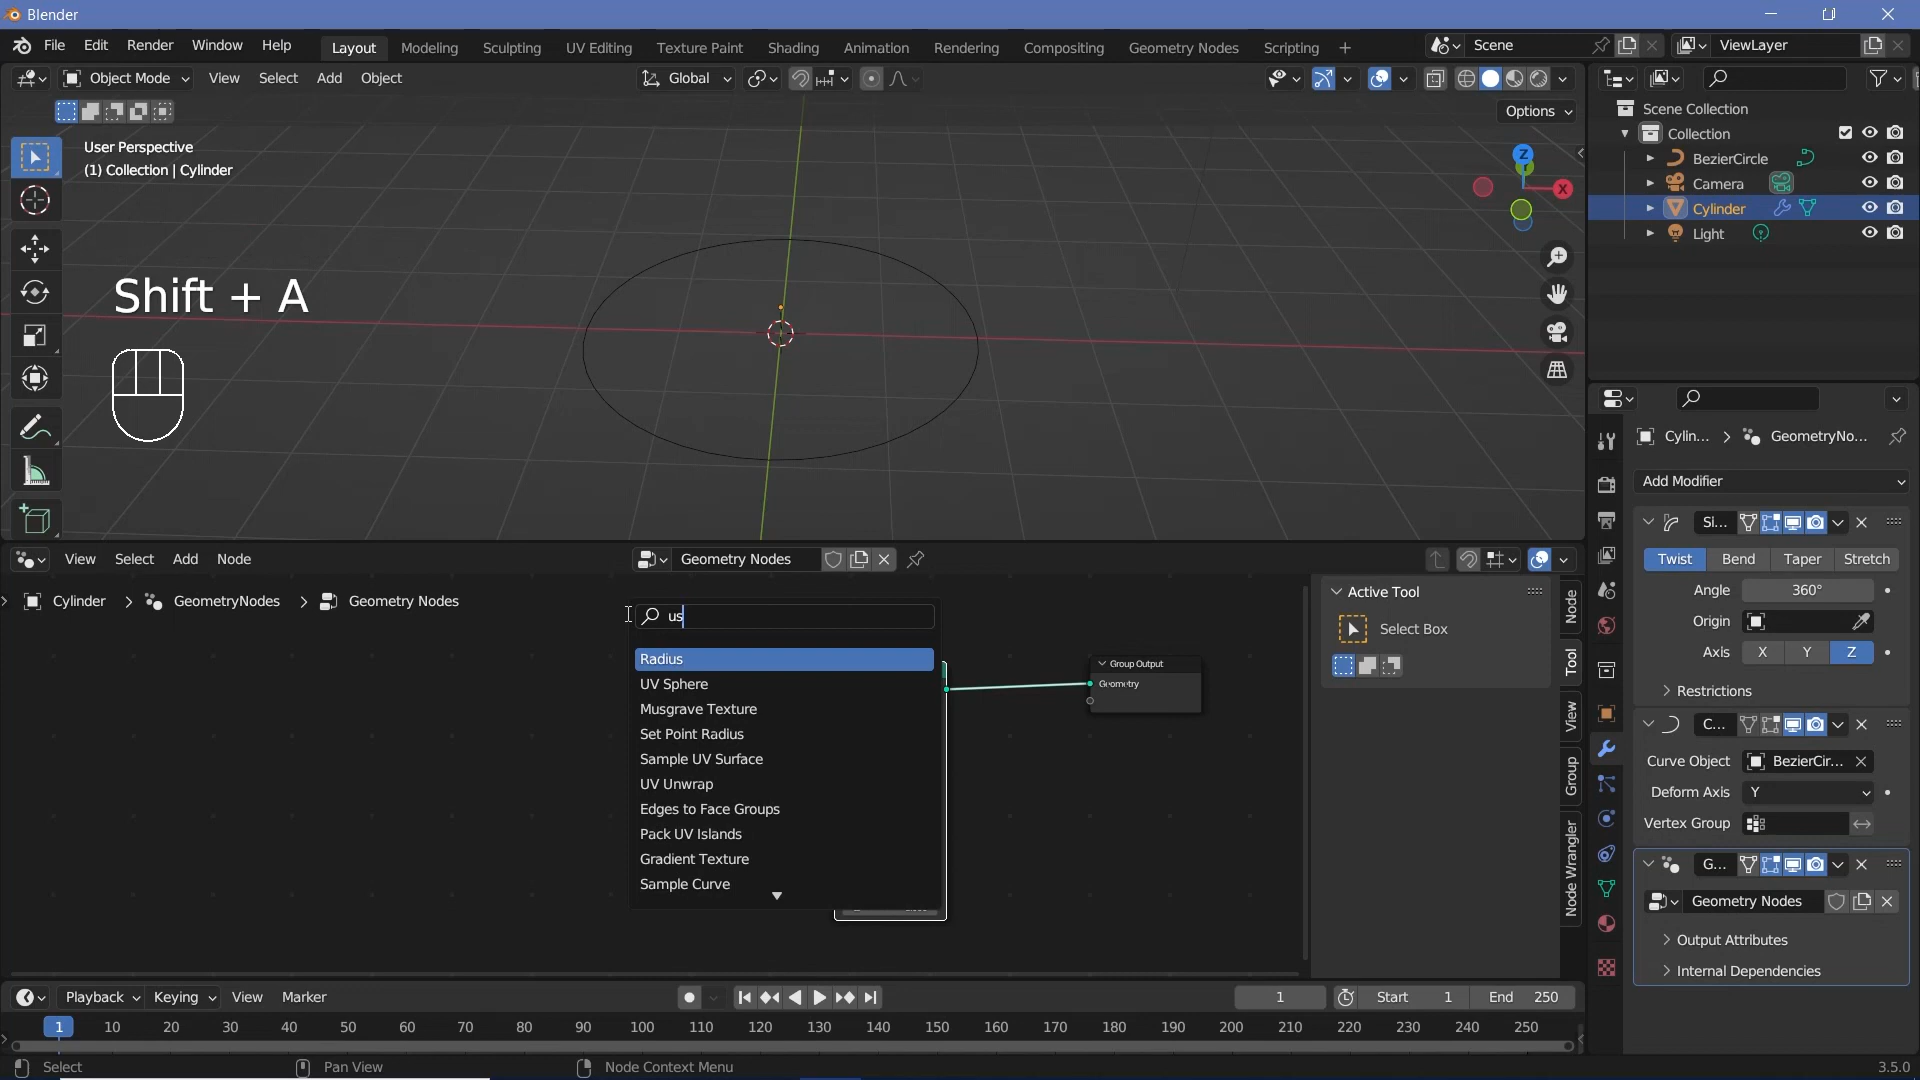 Blender
File Edit Render Window Help
Layout Modeling Sculpting UV Editing Texture Paint Shading Animation Rendering Compositing Geometry Nodes Scripting +
Scene
ViewLayer
Object Mode View Select Add Object
Global
Options
User Perspective
(1) Collection | Cylinder
Z
X
Shift + A
Scene Collection
Collection
BezierCircle
Camera
Cylinder
Light
Cylin... > GeometryNo...
Add Modifier
Si...
Twist Bend Taper Stretch
Angle 360°
Origin
Axis X Y Z
Restrictions
C...
Curve Object BezierCir...
Deform Axis Y
Vertex Group
G...
Geometry Nodes
Output Attributes
Internal Dependencies
View Select Add Node
Geometry Nodes
Cylinder > GeometryNodes > Geometry Nodes
us
Radius
UV Sphere
Musgrave Texture
Set Point Radius
Sample UV Surface
UV Unwrap
Edges to Face Groups
Pack UV Islands
Gradient Texture
Sample Curve
Group Output
Geometry
Active Tool
Select Box
Node
Tool
View
Group
Node Wrangler
Playback Keying View Marker
1
Start 1 End 250
1 10 20 30 40 50 60 70 80 90 100 110 120 130 140 150 160 170 180 190 200 210 220 230 240 250
Select
Pan View
Node Context Menu
3.5.0